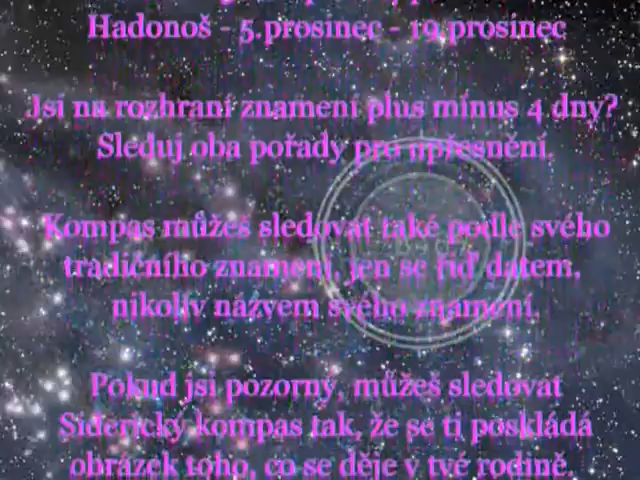 Hadonoš - 5.prosinec - 19.prosinec
Jsi na rozhraní znamení plus mínus 4 dny?
Sleduj oba pořady pro upřesnění.
Kompas můžeš sledovat také podle svého
tradičního znamení, jen se řiď datem,
nikoliv názvem svého znamení.
Pokud jsi pozorný, můžeš sledovat
Siderický kompas tak, že se ti poskládá
obrázek toho, co se děje v tvé rodině.